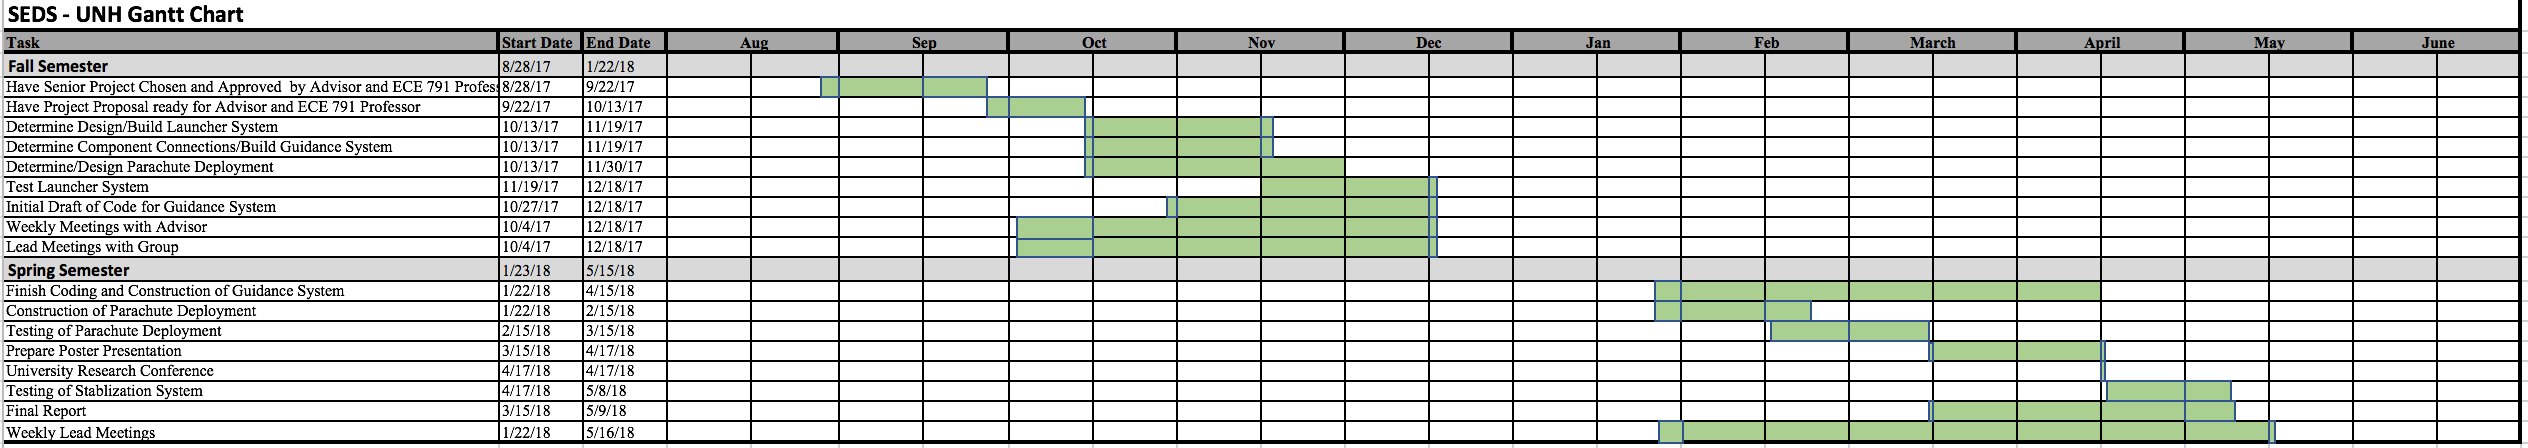 SEDS - UNH Gantt Chart
Task Start Date End Date Aug Sep Oct Nov Dec Jan Feb March April May June
Fall Semester 8/28/17 1/22/18
Have Senior Project Chosen and Approved by Advisor and ECE 791 Profess 8/28/17 9/22/17
Have Project Proposal ready for Advisor and ECE 791 Professor 9/22/17 10/13/17
Determine Design/Build Launcher System 10/13/17 11/19/17
Determine Component Connections/Build Guidance System 10/13/17 11/19/17
Determine/Design Parachute Deployment 10/13/17 11/30/17
Test Launcher System 11/19/17 12/18/17
Initial Draft of Code for Guidance System 10/27/17 12/18/17
Weekly Meetings with Advisor 10/4/17 12/18/17
Lead Meetings with Group 10/4/17 12/18/17
Spring Semester 1/23/18 5/15/18
Finish Coding and Construction of Guidance System 1/22/18 4/15/18
Construction of Parachute Deployment 1/22/18 2/15/18
Testing of Parachute Deployment 2/15/18 3/15/18
Prepare Poster Presentation 3/15/18 4/17/18
University Research Conference 4/17/18 4/17/18
Testing of Stablization System 4/17/18 5/8/18
Final Report 3/15/18 5/9/18
Weekly Lead Meetings 1/22/18 5/16/18